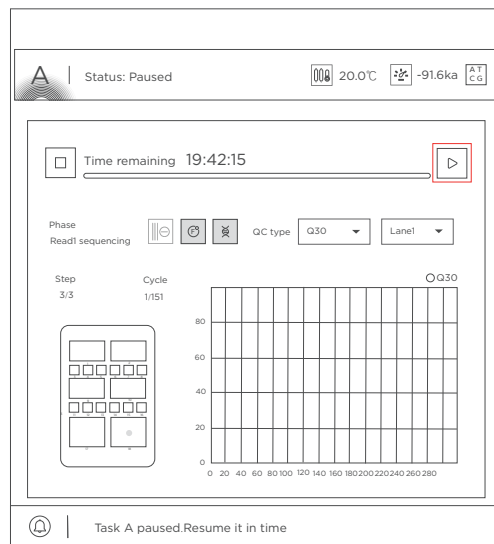 A
Status: Paused
20.0℃
-91.6ka
A T
C G
Time remaining 19:42:15
Phase
Read1 sequencing
QC type
Q30
Lane1
Step
Cycle
3/3
1/151
Q30
80
60
40
20
0
0 20 40 60 80 100 120 140 160 180 200 220 240 260 280
Task A paused.Resume it in time